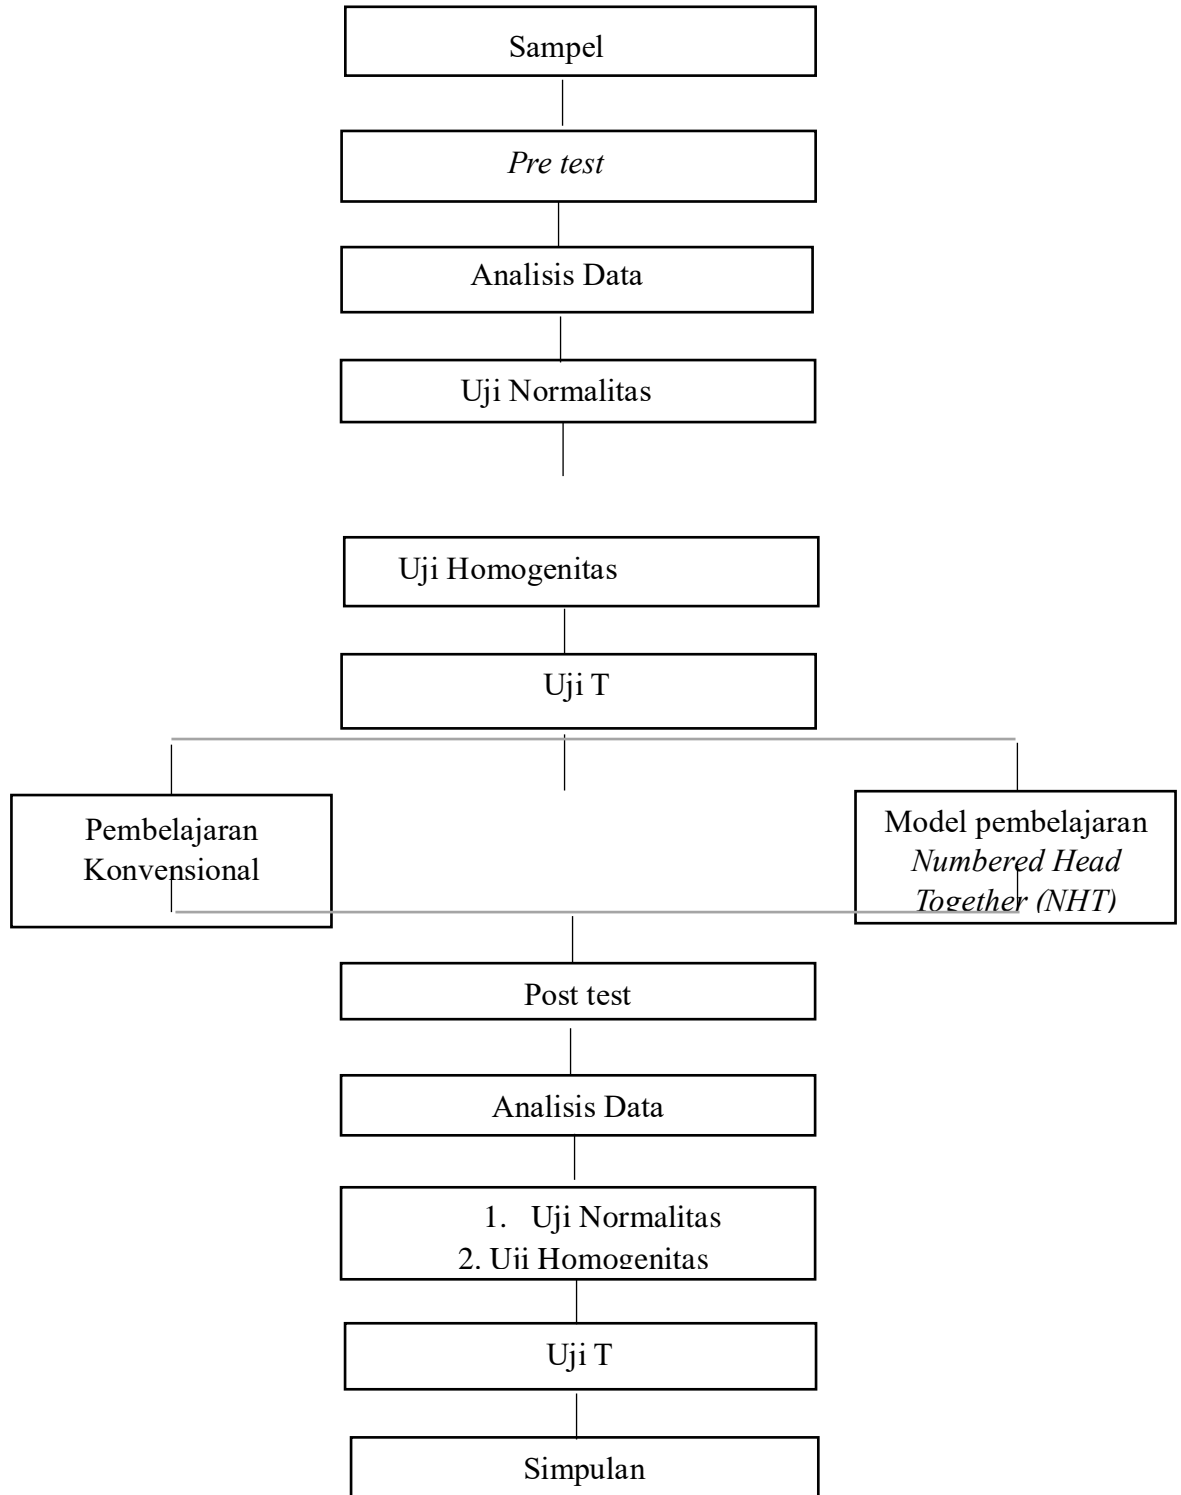 Sampel
Pre test
Analisis Data
Uji Normalitas
Uji Homogenitas
Uji T
Pembelajaran
Konvensional
Model pembelajaran
Numbered Head
Together (NHT)
Post test
Analisis Data
1. Uji Normalitas
2. Uji Homogenitas
Uji T
Simpulan